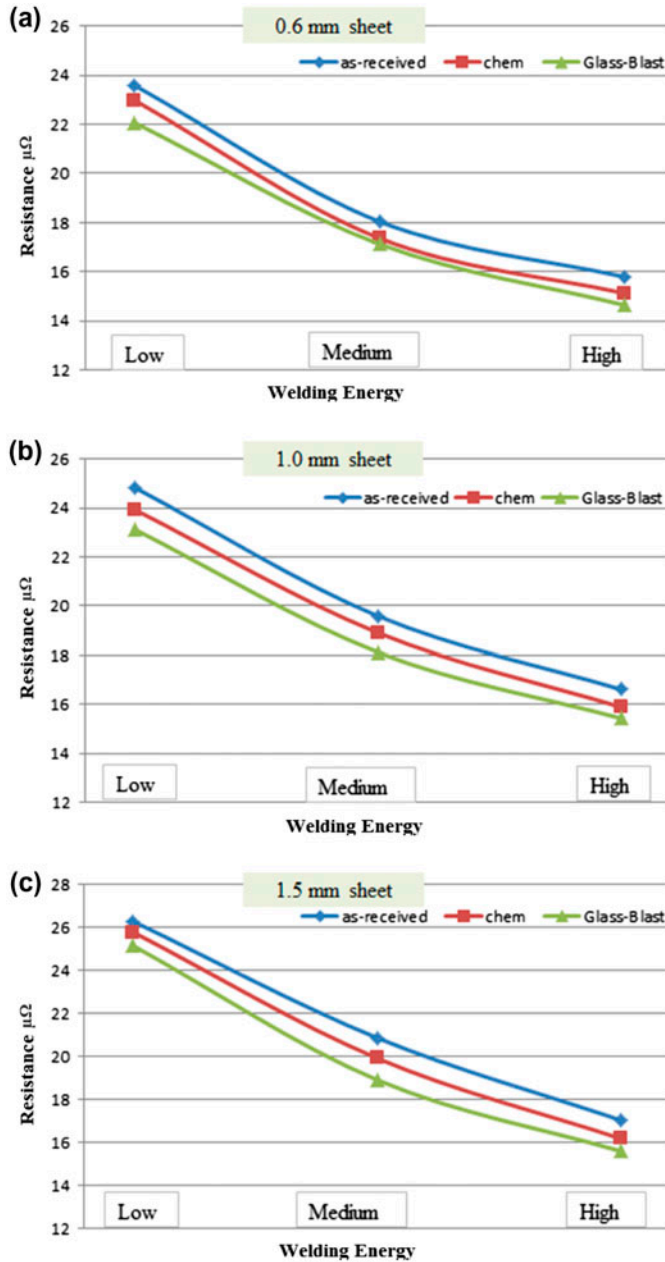 (a)
0.6 mm sheet
as-received chem Glass-Blast
Resistance μΩ
26
24
22
20
18
16
14
12
Low Medium High
Welding Energy
(b)
1.0 mm sheet
as-received chem Glass-Blast
Resistance μΩ
26
24
22
20
18
16
14
12
Low Medium High
Welding Energy
(c)
1.5 mm sheet
as-received chem Glass-Blast
Resistance μΩ
28
26
24
22
20
18
16
14
12
Low Medium High
Welding Energy